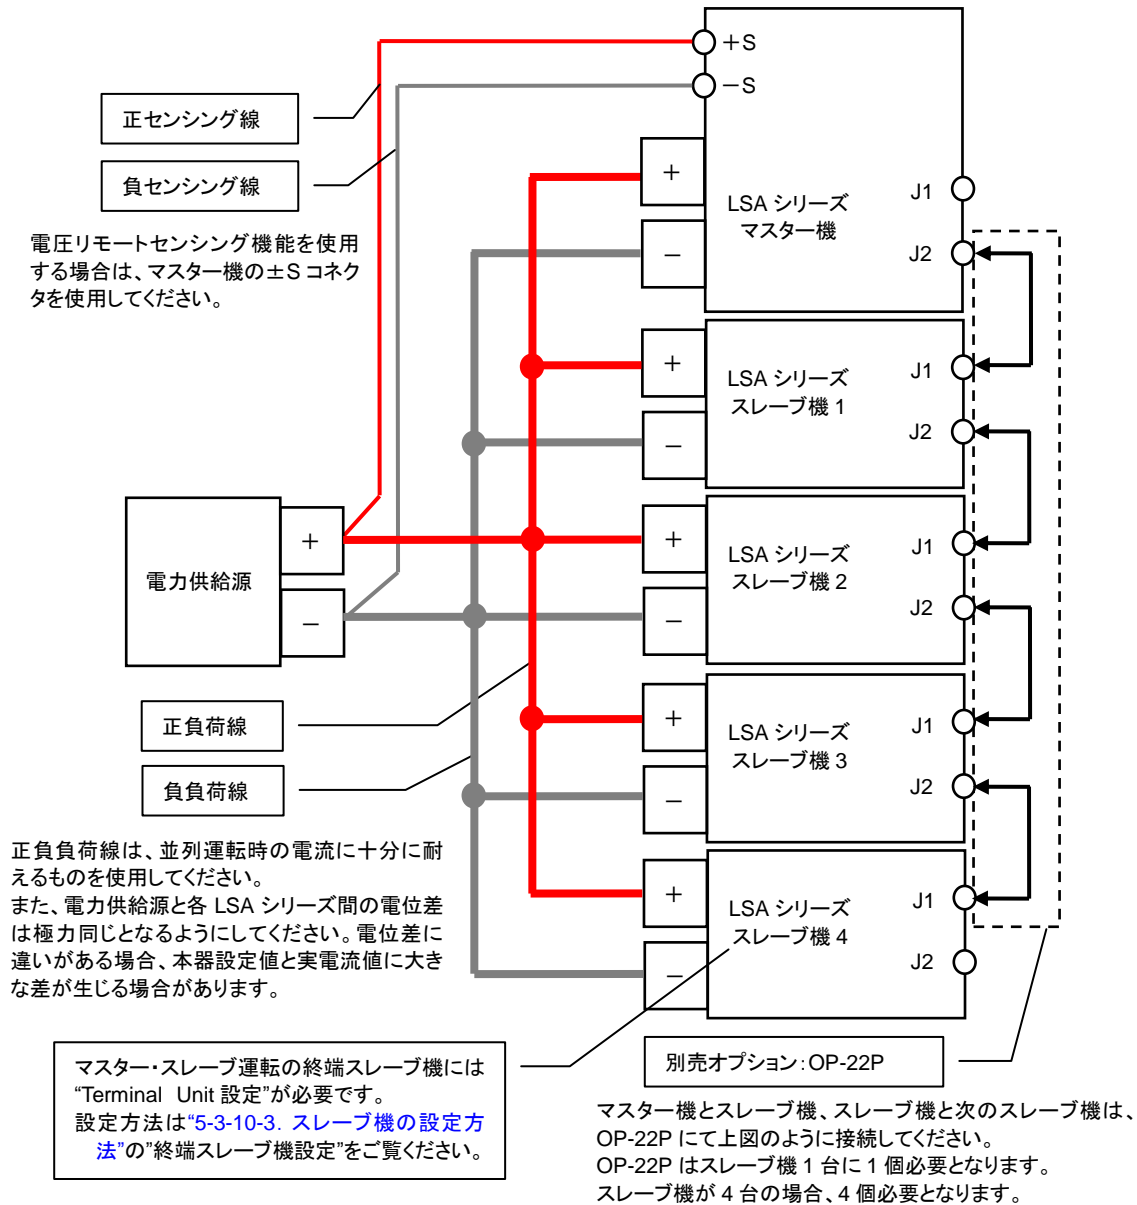 +S
−S
正センシング線
負センシング線
電圧リモートセンシング機能を使用
する場合は、マスター機の±S コネク
タを使用してください。
+
−
LSA シリーズ
マスター機
J1
J2
+
−
LSA シリーズ
スレーブ機 1
J1
J2
電力供給源
+
−
+
−
LSA シリーズ
スレーブ機 2
J1
J2
正負荷線
負負荷線
+
−
LSA シリーズ
スレーブ機 3
J1
J2
正負負荷線は、並列運転時の電流に十分に耐
えるものを使用してください。
また、電力供給源と各 LSA シリーズ間の電位差
は極力同じとなるようにしてください。電位差に
違いがある場合、本器設定値と実電流値に大き
な差が生じる場合があります。
+
−
LSA シリーズ
スレーブ機 4
J1
J2
マスター・スレーブ運転の終端スレーブ機には
“Terminal Unit 設定”が必要です。
設定方法は“5-3-10-3. スレーブ機の設定方
法”の”終端スレーブ機設定”をご覧ください。
別売オプション:OP-22P
マスター機とスレーブ機、スレーブ機と次のスレーブ機は、
OP-22P にて上図のように接続してください。
OP-22P はスレーブ機 1 台に 1 個必要となります。
スレーブ機が 4 台の場合、4 個必要となります。